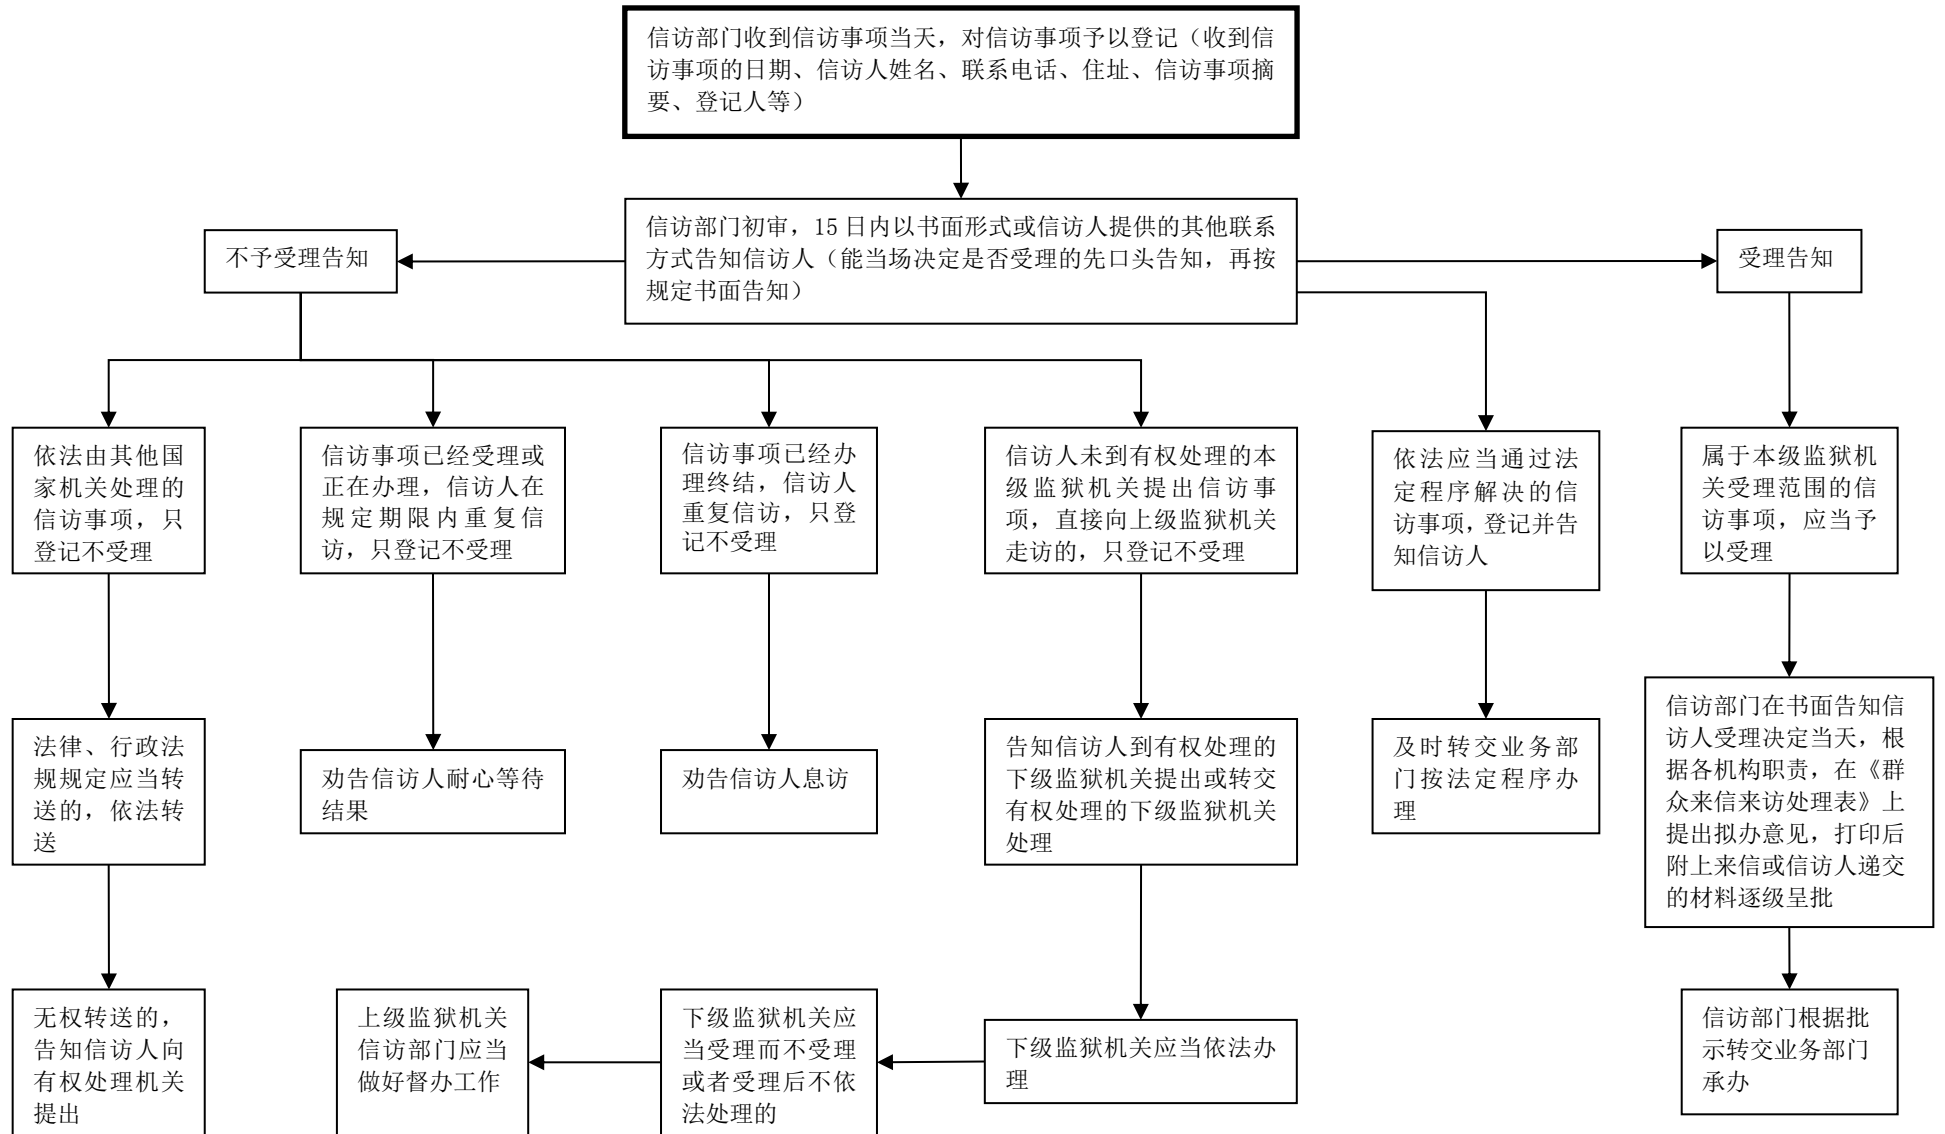 信访部门收到信访事项当天，对信访事项予以登记（收到信
访事项的日期、信访人姓名、联系电话、住址、信访事项摘
要、登记人等）
信访部门初审，15 日内以书面形式或信访人提供的其他联系
方式告知信访人（能当场决定是否受理的先口头告知，再按
规定书面告知）
不予受理告知
受理告知
依法由其他国
家机关处理的
信访事项，只
登记不受理
信访事项已经受理或
正在办理，信访人在
规定期限内重复信
访，只登记不受理
信访事项已经办
理终结，信访人
重复信访，只登
记不受理
信访人未到有权处理的本
级监狱机关提出信访事
项，直接向上级监狱机关
走访的，只登记不受理
依法应当通过法
定程序解决的信
访事项，登记并告
知信访人
属于本级监狱机
关受理范围的信
访事项，应当予
以受理
法律、行政法
规规定应当转
送的，依法转
送
劝告信访人耐心等待
结果
劝告信访人息访
告知信访人到有权处理的
下级监狱机关提出或转交
有权处理的下级监狱机关
处理
及时转交业务部
门按法定程序办
理
信访部门在书面告知信
访人受理决定当天，根
据各机构职责，在《群
众来信来访处理表》上
提出拟办意见，打印后
附上来信或信访人递交
的材料逐级呈批
无权转送的，
告知信访人向
有权处理机关
提出
上级监狱机关
信访部门应当
做好督办工作
下级监狱机关应
当受理而不受理
或者受理后不依
法处理的
下级监狱机关应当依法办
理
信访部门根据批
示转交业务部门
承办